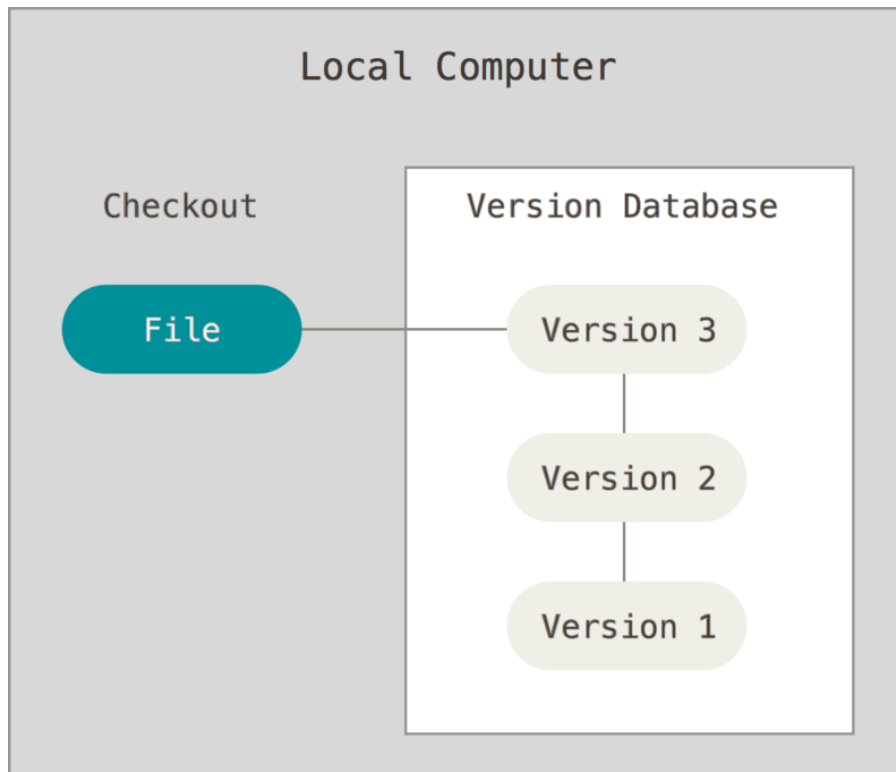 Local Computer
Checkout
Version Database
File
Version 3
Version 2
Version 1